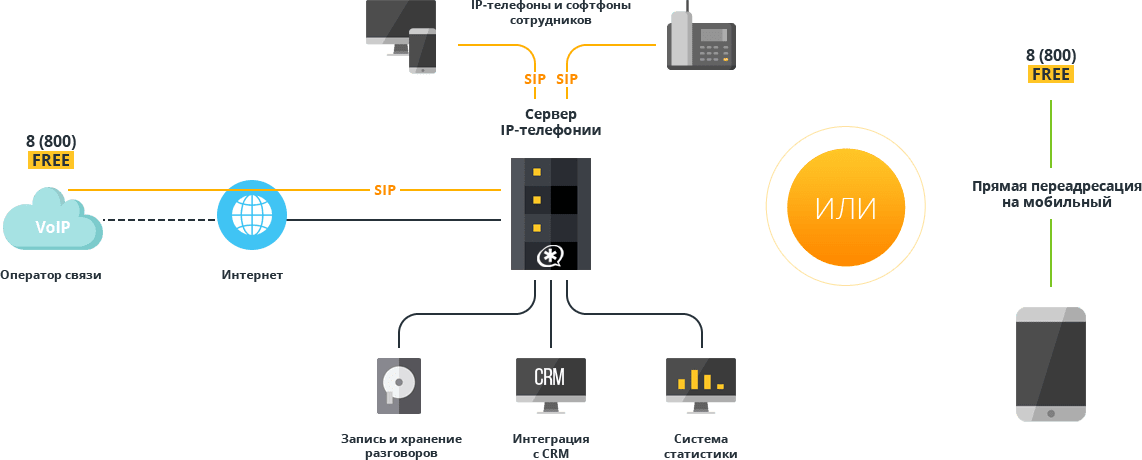 IP-телефоны и софтфоны
сотрудников
SIP
SIP
Сервер
IP-телефонии
8 (800)
FREE
SIP
VoIP
Оператор связи
Интернет
CRM
Запись и хранение
разговоров
Интеграция
с CRM
Система
статистики
ИЛИ
8 (800)
FREE
Прямая переадресация
на мобильный